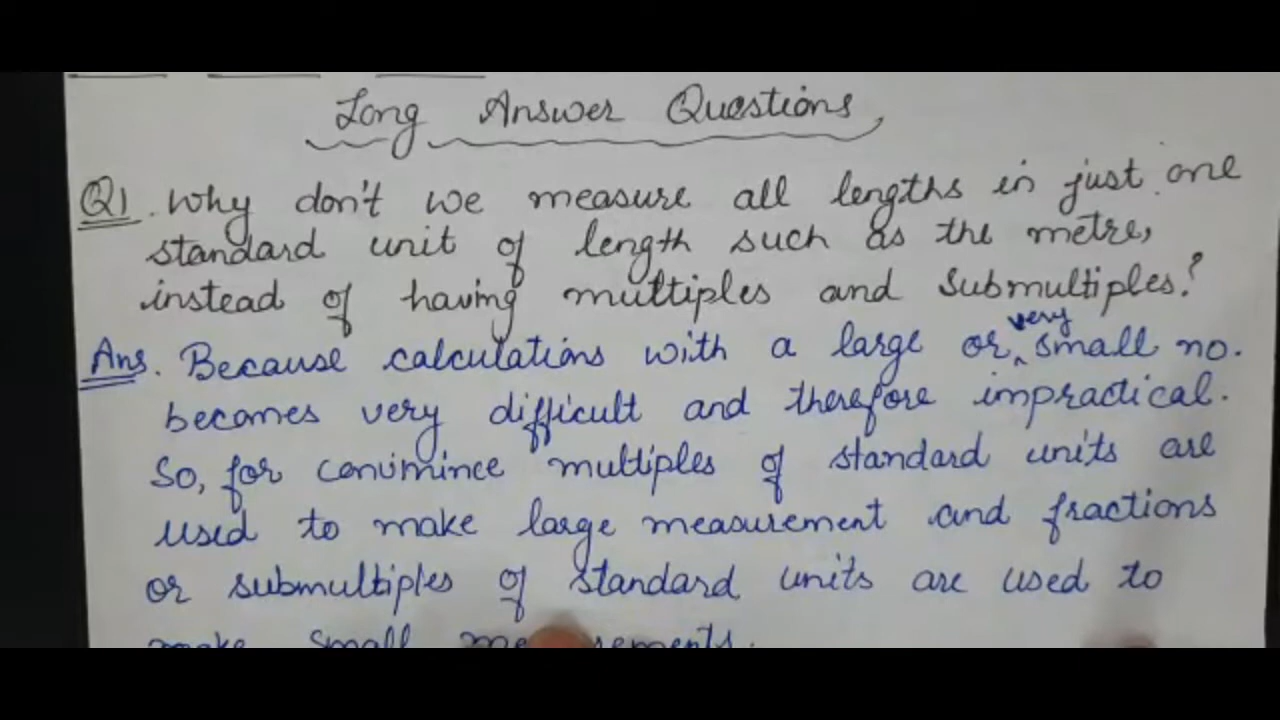 Long Answer Questions
Q1. Why don't we measure all lengths in just one
standard unit of length such as the metre,
instead of having multiples and submultiples?
Ans. Because calculations with a large or very small no.
becomes very difficult and therefore impractical.
So, for convimince multiples of standard units are
used to make large measurement and fractions
or submultiples of standard units are used to
make small